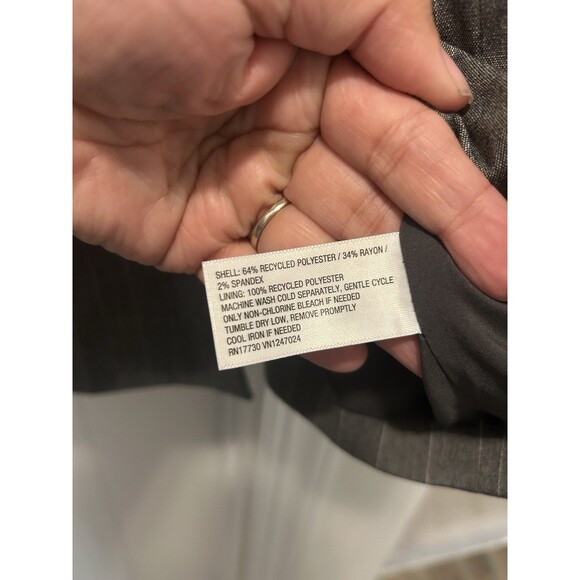 SHELL: 64% RECYCLED POLYESTER / 34% RAYON /
2% SPANDEX
LINING: 100% RECYCLED POLYESTER
MACHINE WASH COLD SEPARATELY, GENTLE CYCLE
ONLY NON-CHLORINE BLEACH IF NEEDED
TUMBLE DRY LOW, REMOVE PROMPTLY
COOL IRON IF NEEDED
RN17730 VN1247024